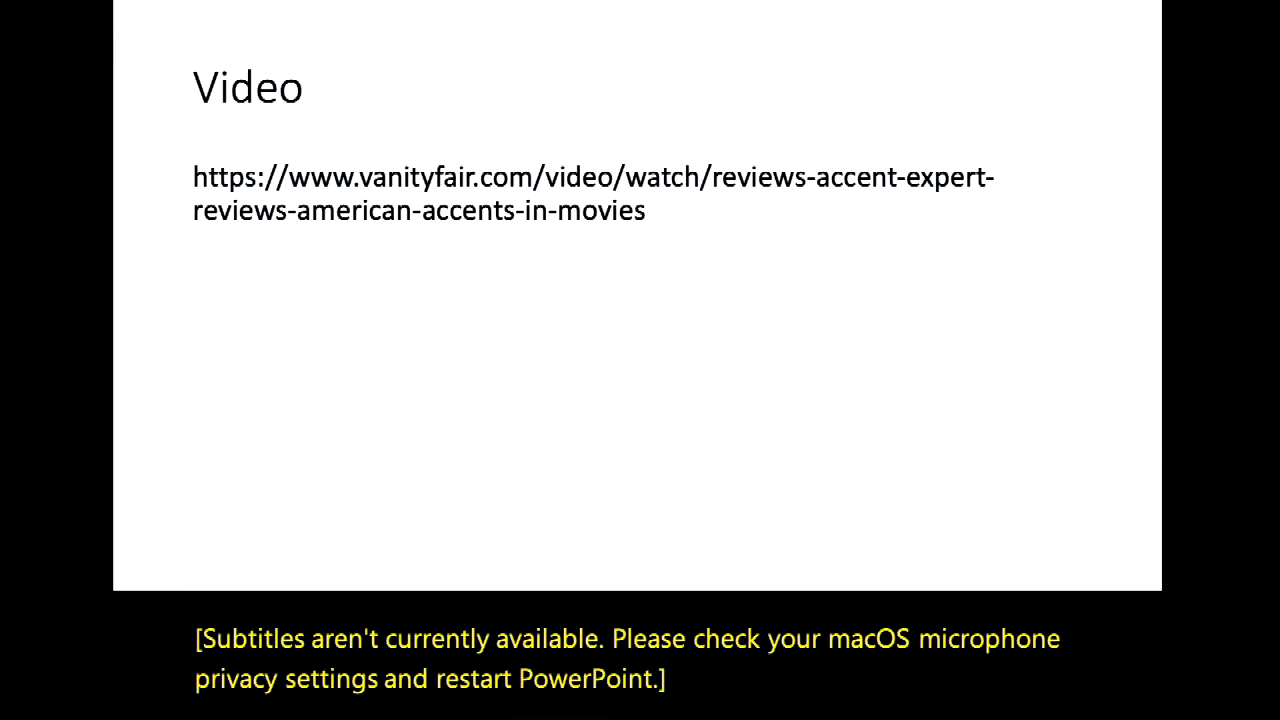 Video
https://www.vanityfair.com/video/watch/reviews-accent-expert-
reviews-american-accents-in-movies
[Subtitles aren't currently available. Please check your macOS microphone
privacy settings and restart PowerPoint.]